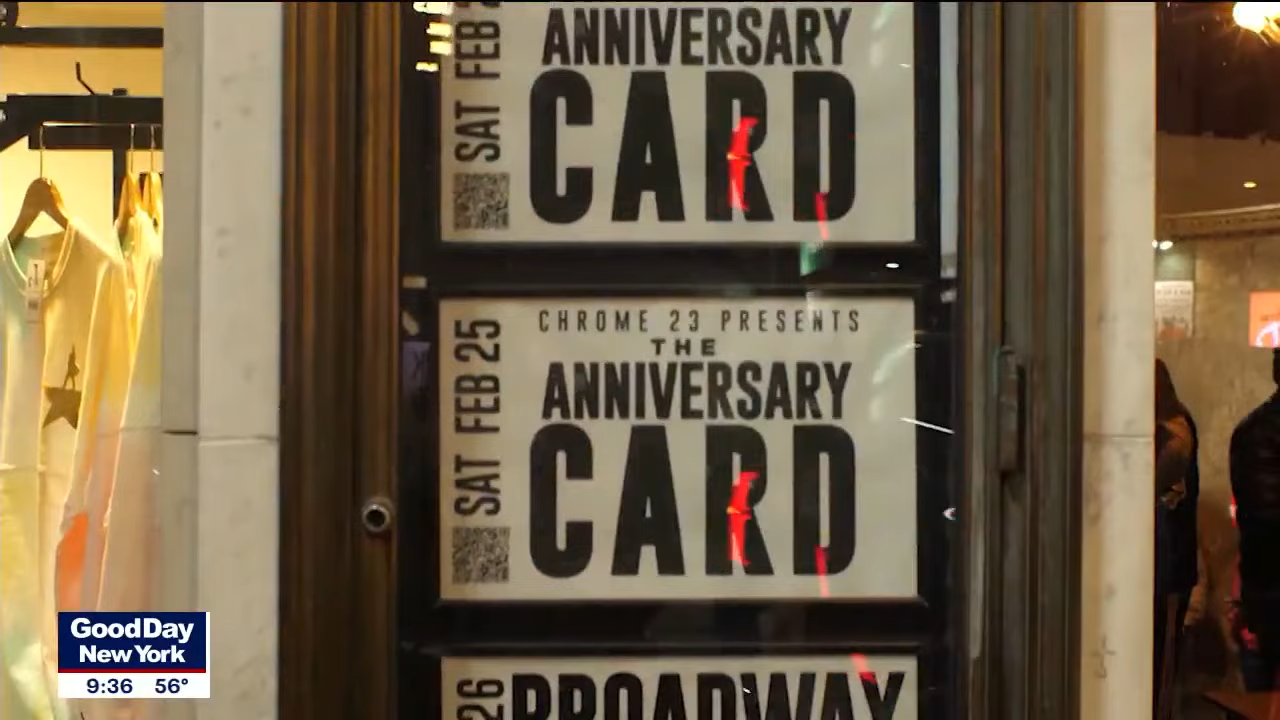 SAT FEB
ANNIVERSARY
CARD
CHROME 23 PRESENTS
THE
ANNIVERSARY
CARD
SAT FEB 25
26
BROADWAY
GoodDay
New York
9:36 56°